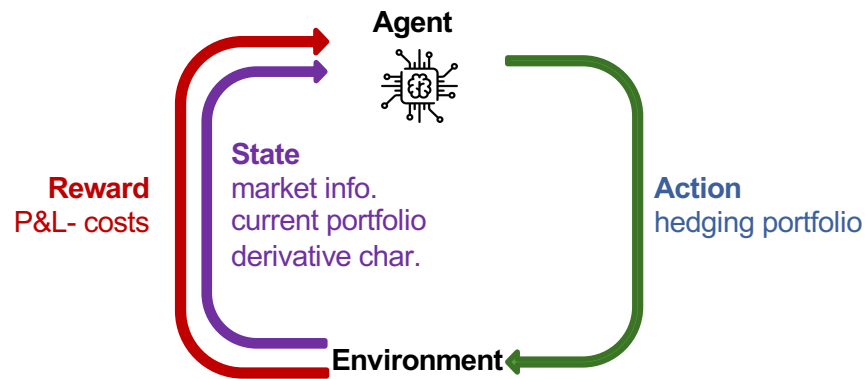 Agent
State
market info.
current portfolio
derivative char.
Reward
P&L- costs
Action
hedging portfolio
Environment